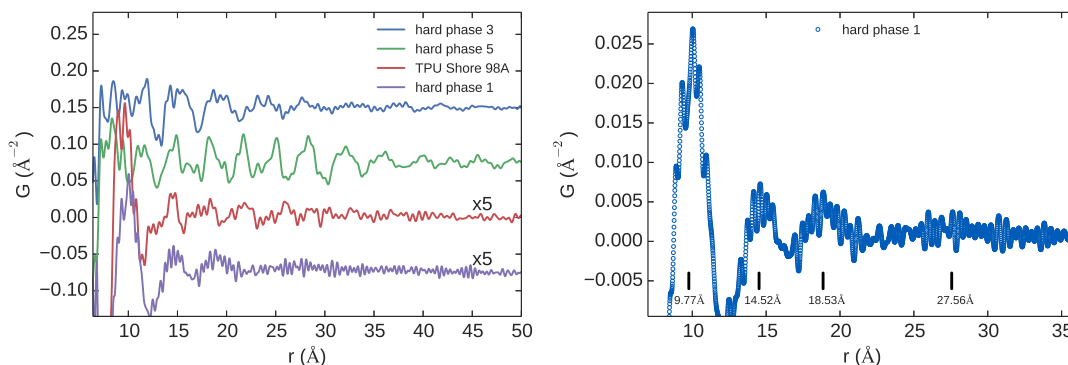 0.25
0.20
0.15
0.10
0.05
0.00
−0.05
−0.10
G (Å⁻²)
hard phase 3
hard phase 5
TPU Shore 98A
hard phase 1
x5
x5
10 15 20 25 30 35 40 45 50
r (Å)
0.025
0.020
0.015
0.010
0.005
0.000
−0.005
G (Å⁻²)
hard phase 1
9.77Å 14.52Å 18.53Å 27.56Å
10 15 20 25 30 35
r (Å)